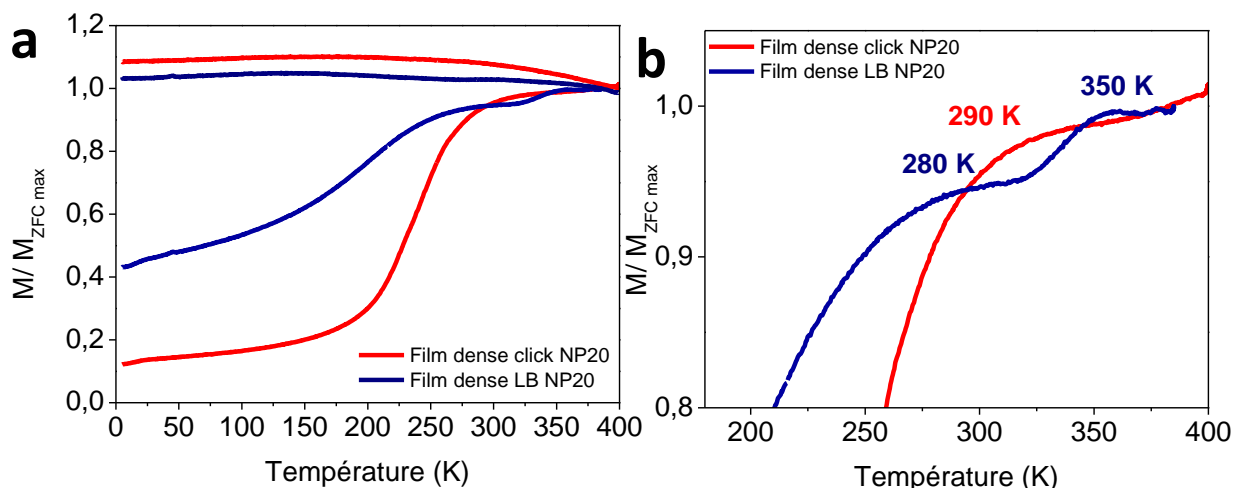 a
1,2
1,0
0,8
0,6
0,4
0,2
0,0
M/ M ZFC max
Film dense click NP20
Film dense LB NP20
0 50 100 150 200 250 300 350 400
Température (K)
b
Film dense click NP20
Film dense LB NP20
350 K
290 K
280 K
1,0
0,9
0,8
M/ M ZFC max
200 250 300 350 400
Température (K)